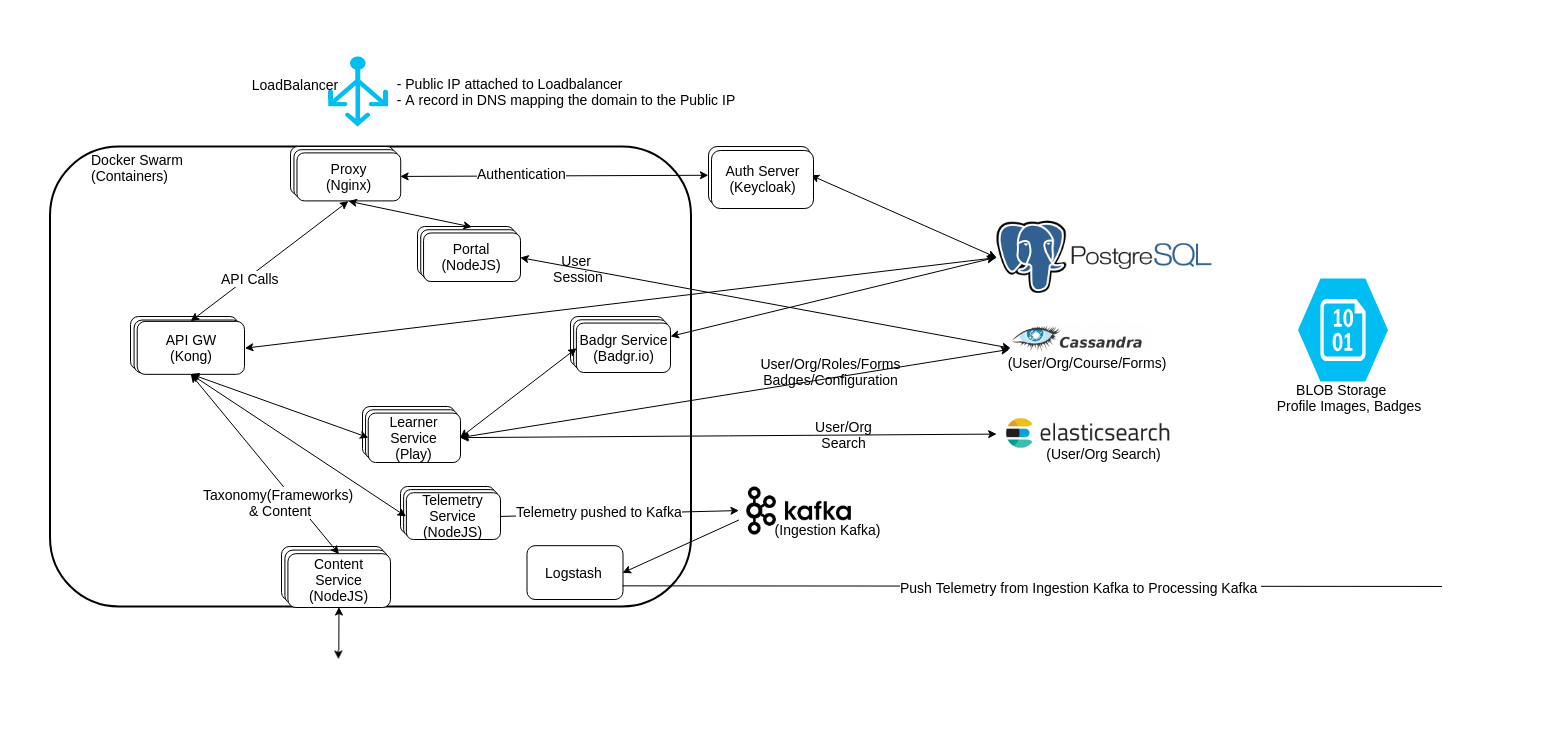 LoadBalancer
- Public IP attached to Loadbalancer
- A record in DNS mapping the domain to the Public IP
Docker Swarm
(Containers)
Proxy
(Nginx)
Authentication
Auth Server
(Keycloak)
Portal
(NodeJS)
User
Session
PostgreSQL
API Calls
API GW
(Kong)
Badgr Service
(Badgr.io)
Cassandra
(User/Org/Course/Forms)
10
01
BLOB Storage
Profile Images, Badges
User/Org/Roles/Forms
Badges/Configuration
Learner
Service
(Play)
User/Org
Search
elasticsearch
(User/Org Search)
Taxonomy(Frameworks)
& Content
Telemetry
Service
(NodeJS)
Telemetry pushed to Kafka
kafka
(Ingestion Kafka)
Content
Service
(NodeJS)
Logstash
Push Telemetry from Ingestion Kafka to Processing Kafka